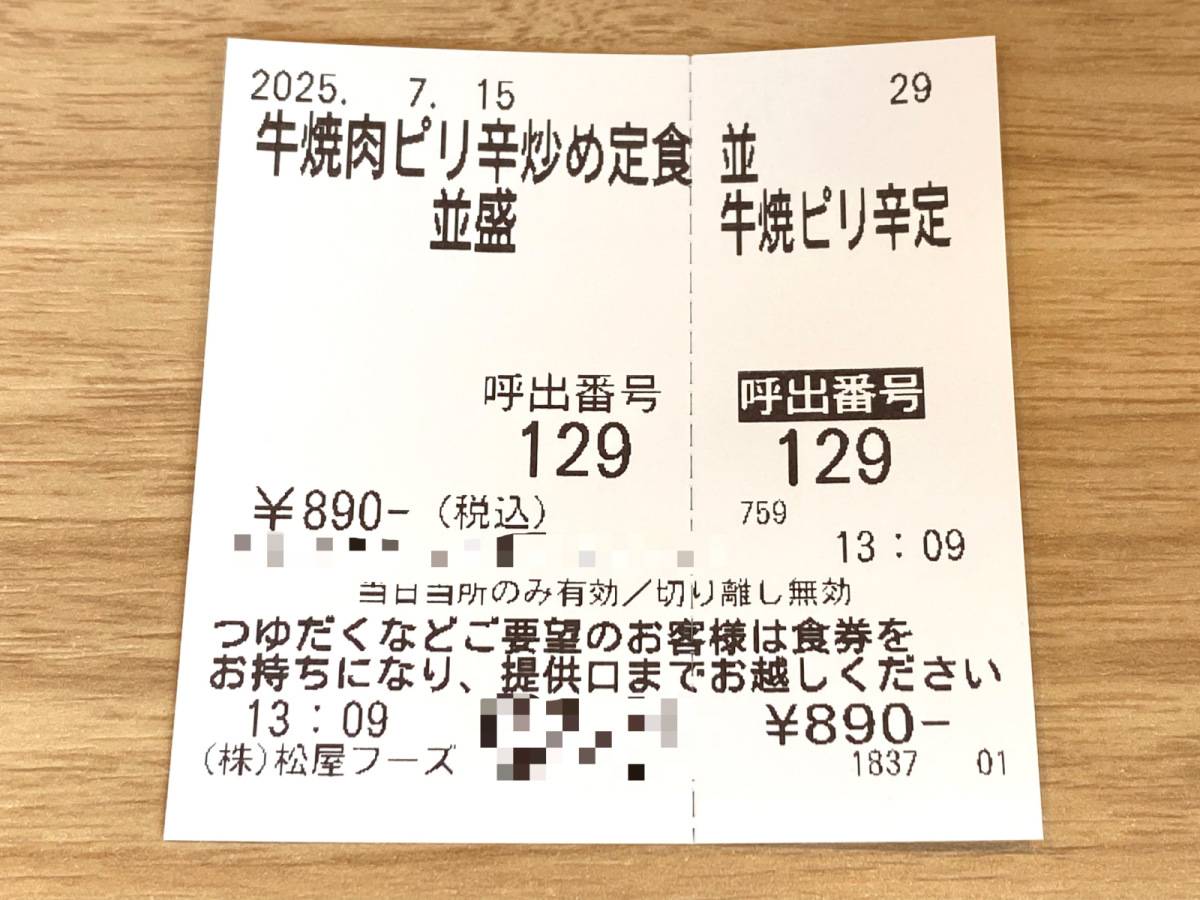 2025. 7. 15
29
牛焼肉ピリ辛炒め定食
並盛
並
牛焼ピリ辛定
呼出番号
129
呼出番号
129
¥890-(税込)
759
13:09
当日当所のみ有効/切り離し無効
つゆだくなどご要望のお客様は食券を
お持ちになり、提供口までお越しください
13:09
¥890-
(株)松屋フーズ
1837 01